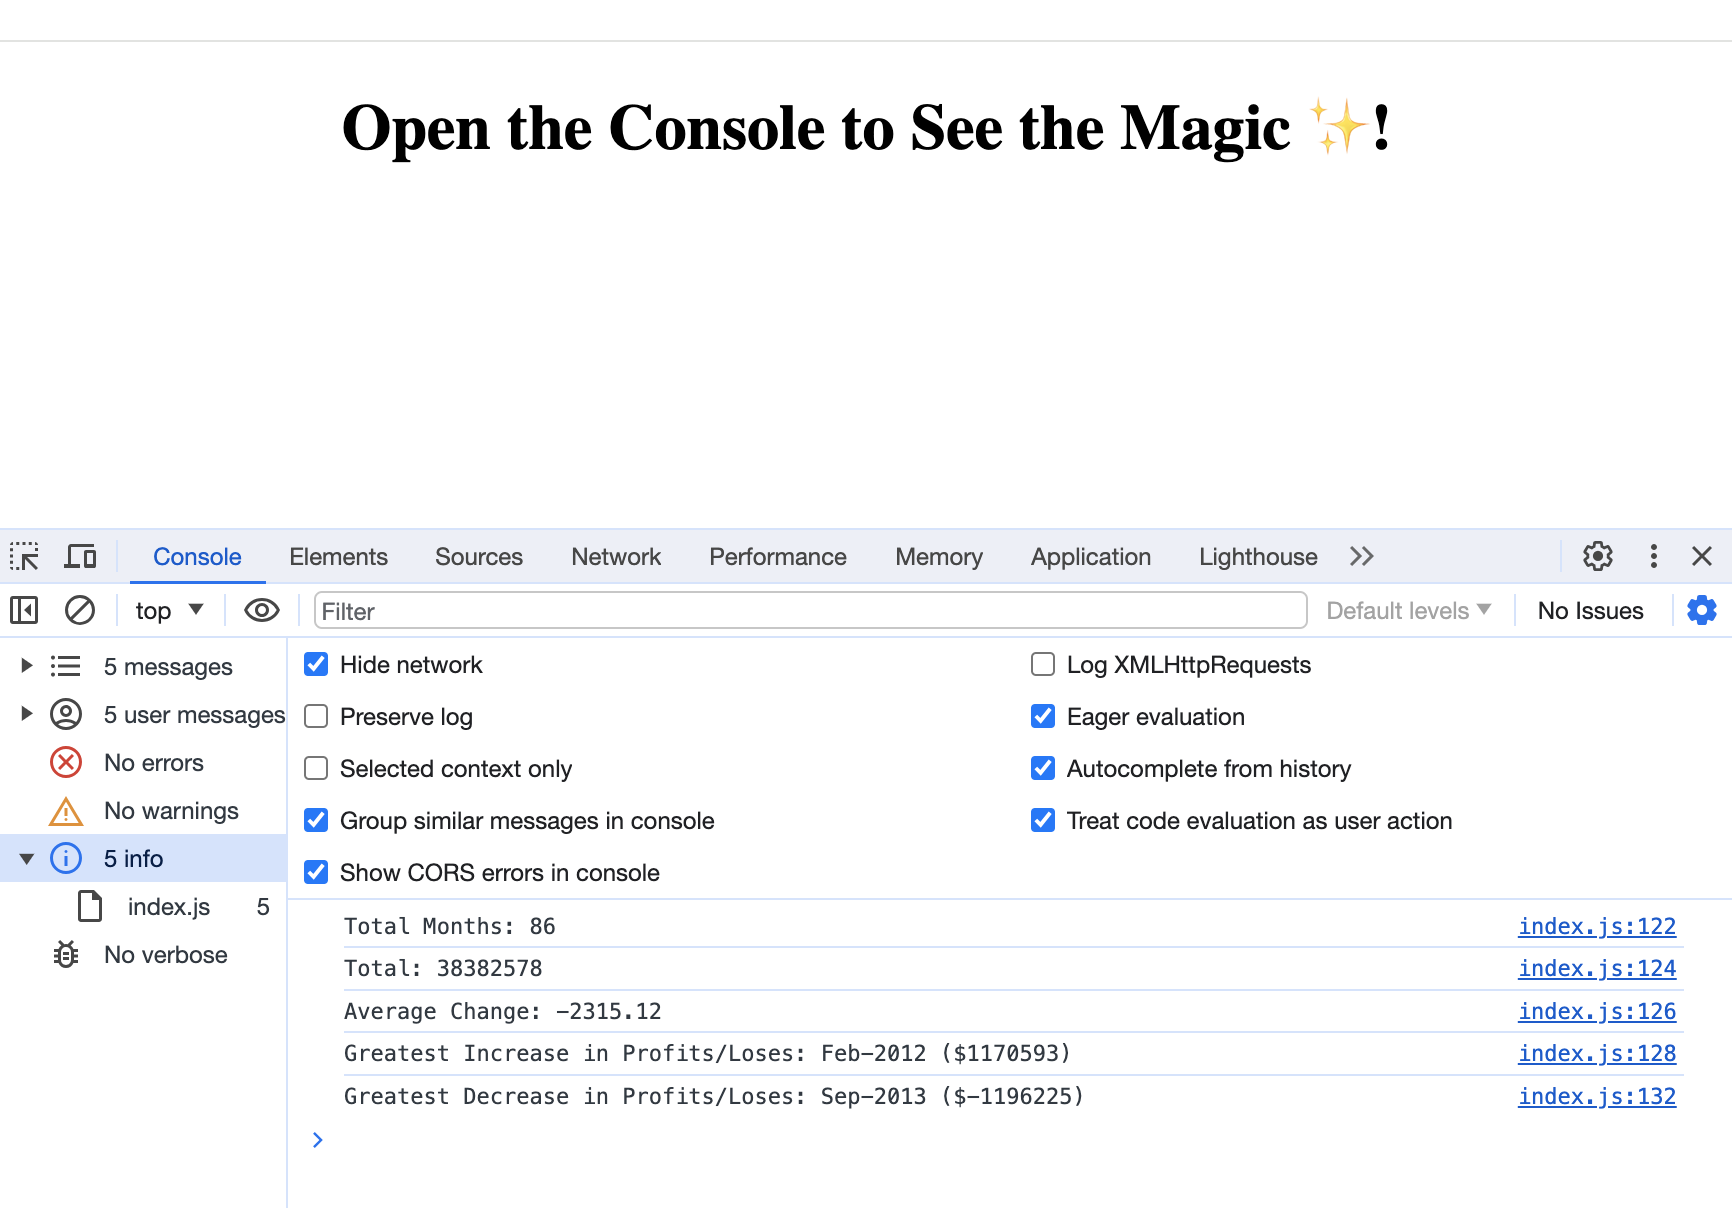 Open the Console to See the Magic ✨!
Console Elements Sources Network Performance Memory Application Lighthouse
top Filter Default levels No Issues
5 messages
5 user messages
No errors
No warnings
5 info
index.js 5
No verbose
Hide network
Log XMLHttpRequests
Preserve log
Eager evaluation
Selected context only
Autocomplete from history
Group similar messages in console
Treat code evaluation as user action
Show CORS errors in console
Total Months: 86 index.js:122
Total: 38382578 index.js:124
Average Change: -2315.12 index.js:126
Greatest Increase in Profits/Loses: Feb-2012 ($1170593) index.js:128
Greatest Decrease in Profits/Loses: Sep-2013 ($-1196225) index.js:132